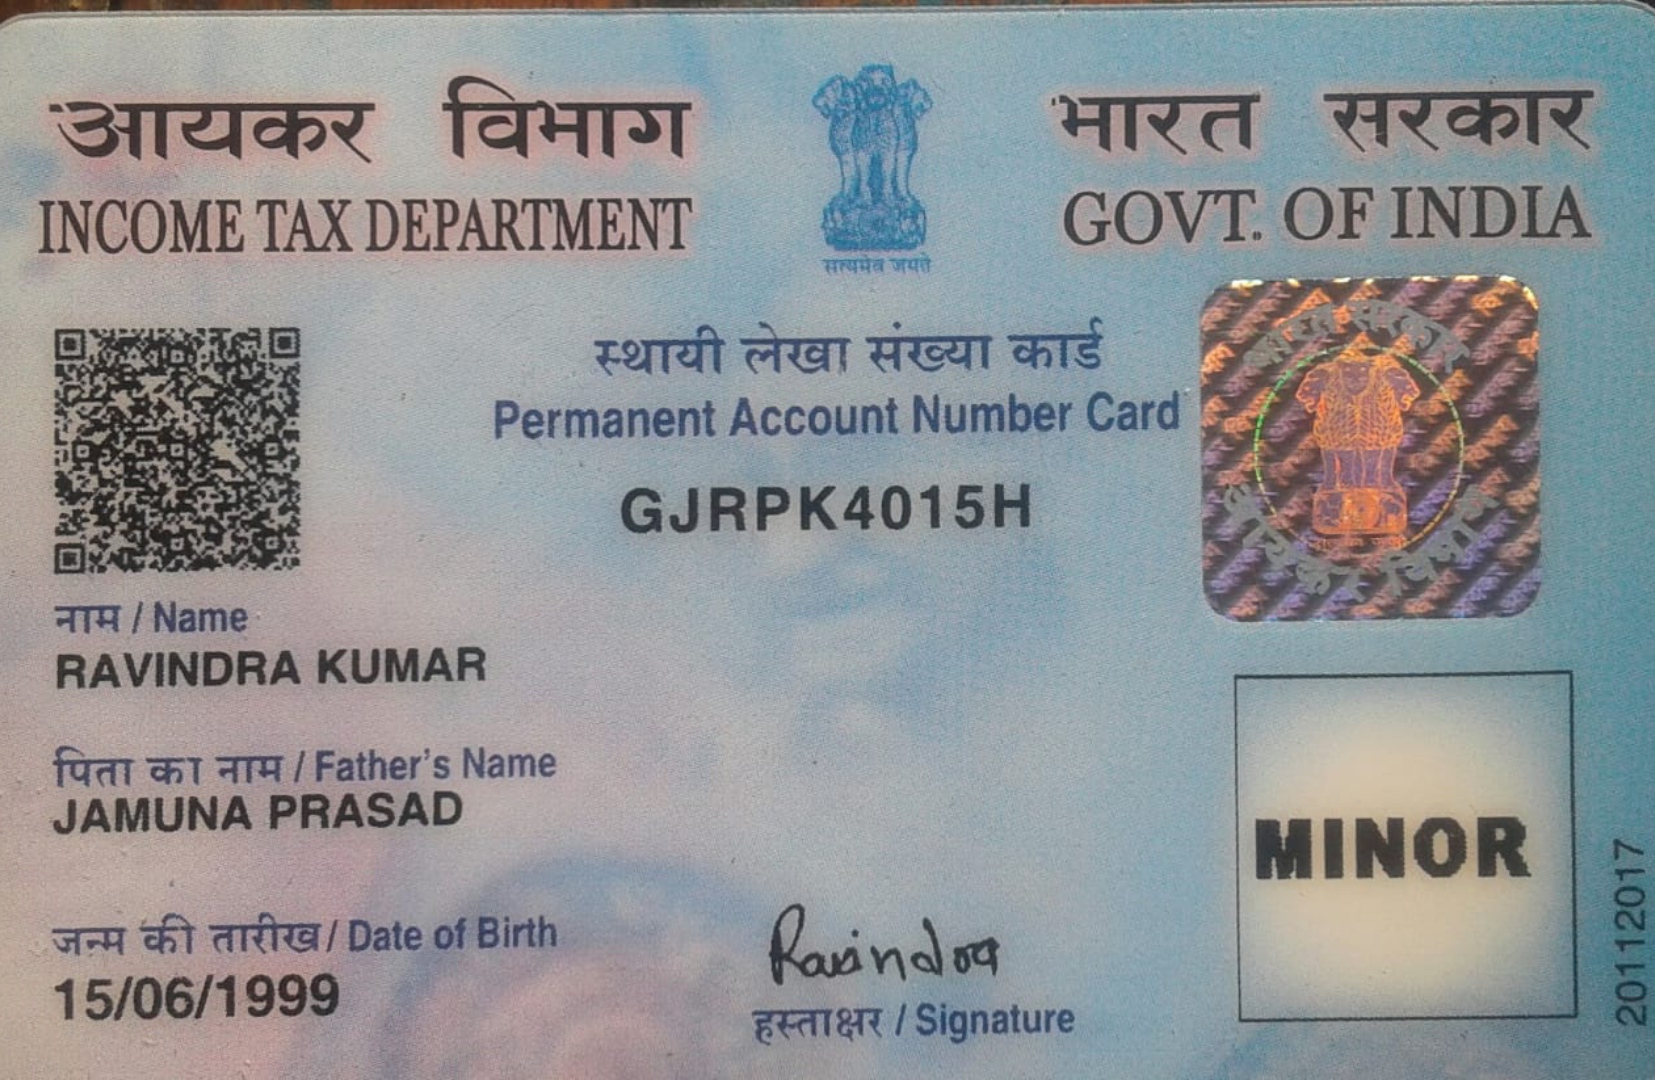 आयकर विभाग
INCOME TAX DEPARTMENT
सत्यमेव जयते
भारत सरकार
GOVT. OF INDIA
स्थायी लेखा संख्या कार्ड
Permanent Account Number Card
GJRPK4015H
भारत सरकार
आयकर विभाग
नाम / Name
RAVINDRA KUMAR
पिता का नाम / Father's Name
JAMUNA PRASAD
जन्म की तारीख / Date of Birth
15/06/1999
Ravindra
हस्ताक्षर / Signature
MINOR
20112017